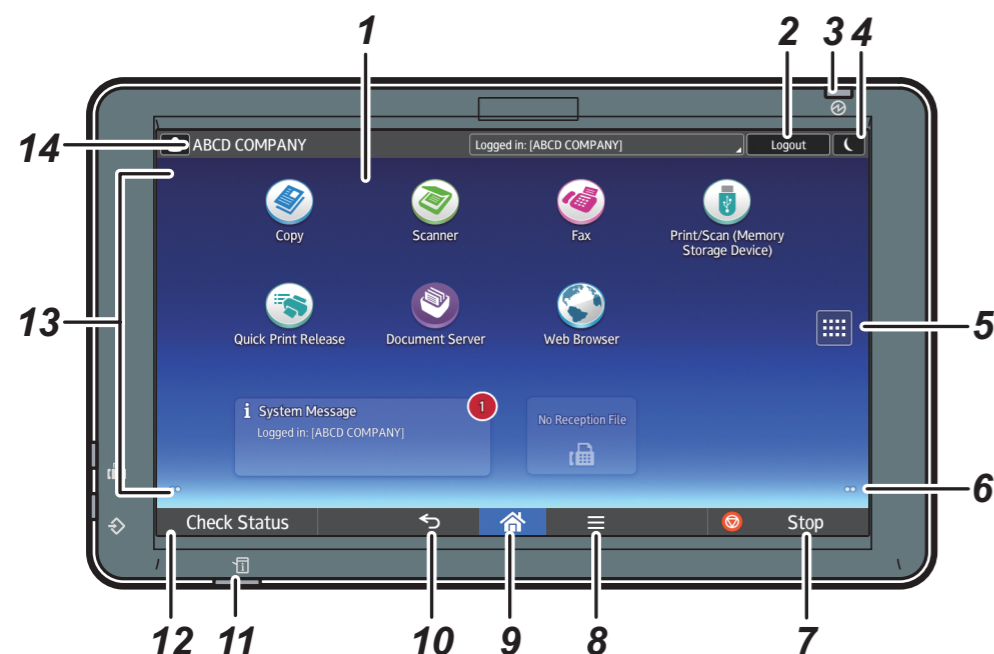 1
2
3
4
14
ABCD COMPANY
Logged in: [ABCD COMPANY]
Logout
Copy
Scanner
Fax
Print/Scan (Memory
Storage Device)
13
5
Quick Print Release
Document Server
Web Browser
i System Message
1
Logged in: [ABCD COMPANY]
No Reception File
6
Check Status
Stop
12
11
10
9
8
7